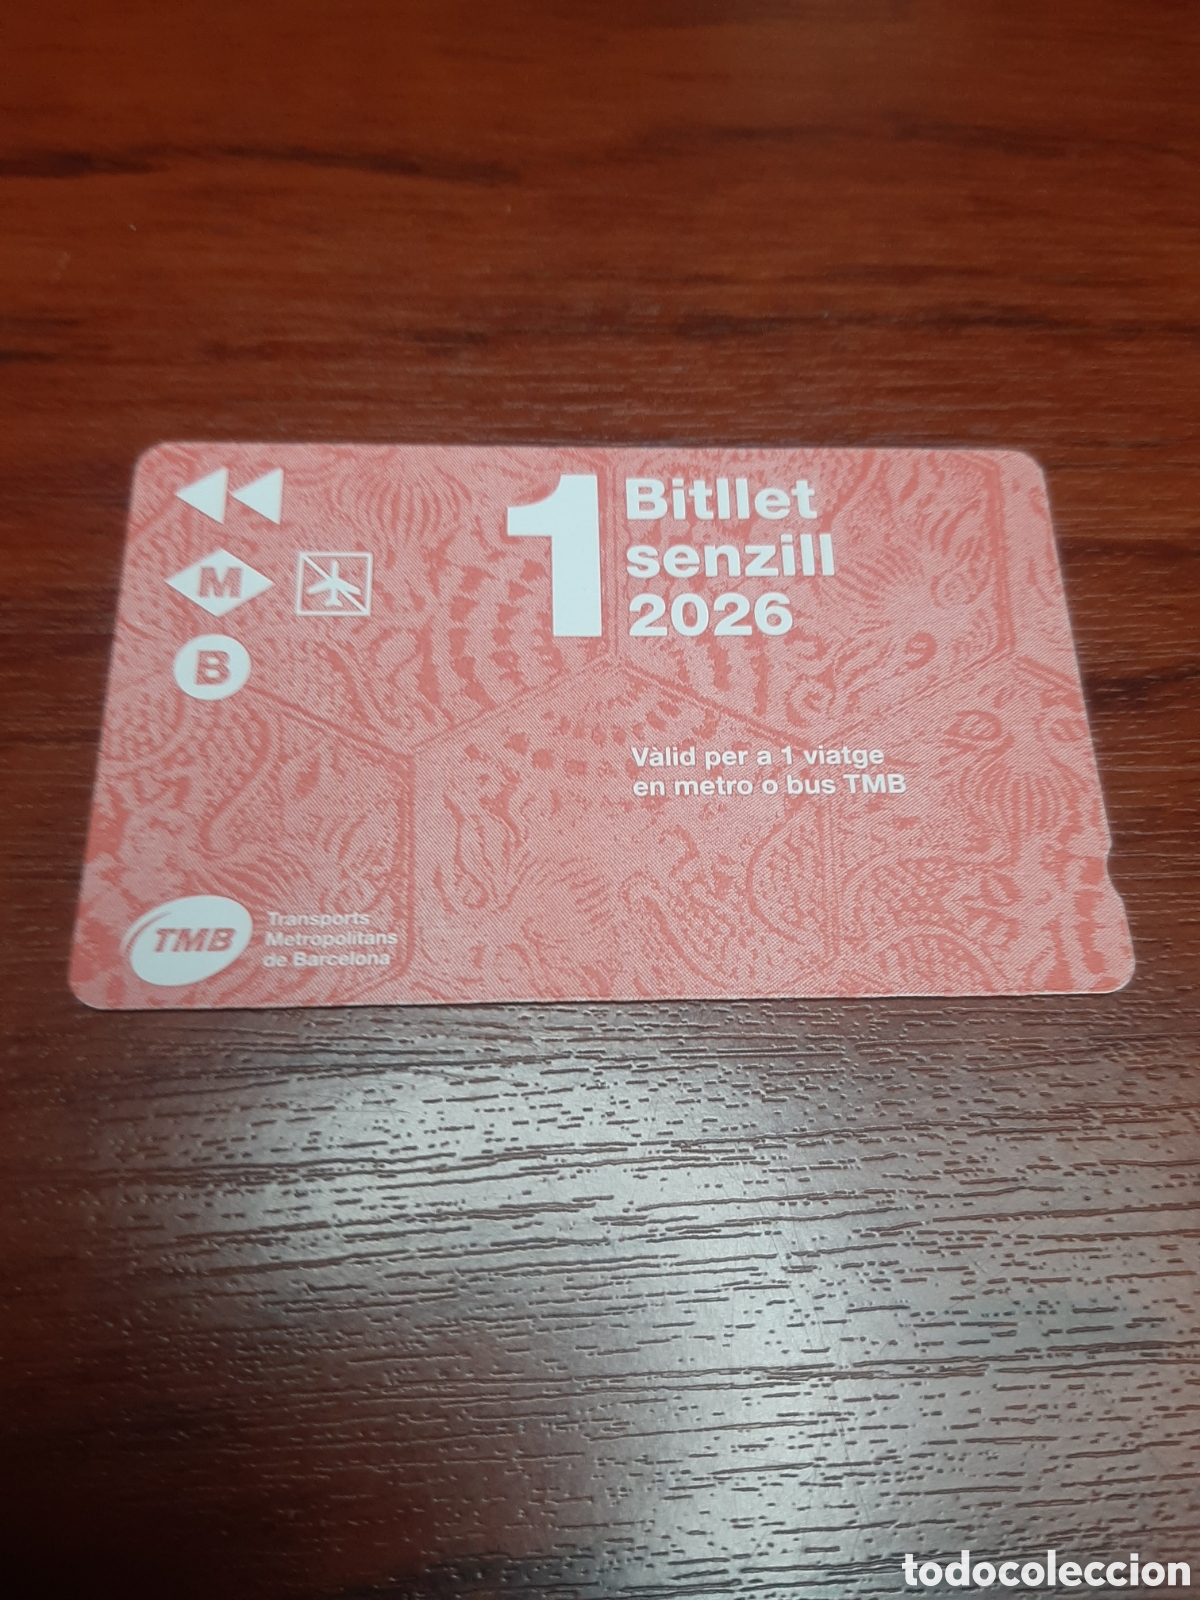 1
Bitllet
senzill
2026
M
B
Vàlid per a 1 viatge
en metro o bus TMB
TMB
Transports
Metropolitans
de Barcelona
todocoleccion